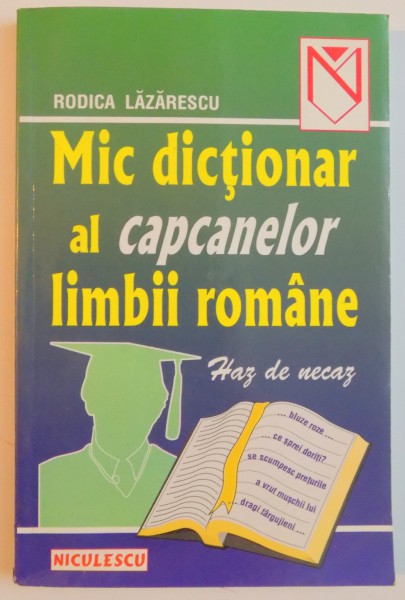 RODICA LĂZĂRESCU
Mic dicţionar
al capcanelor
limbii române
Haz de necaz
... bluze roze ...
... ce sprei doriţi?
se scumpesc preţurile
a vrut muşchii lui
... dragi târgujieni ...
NICULESCU